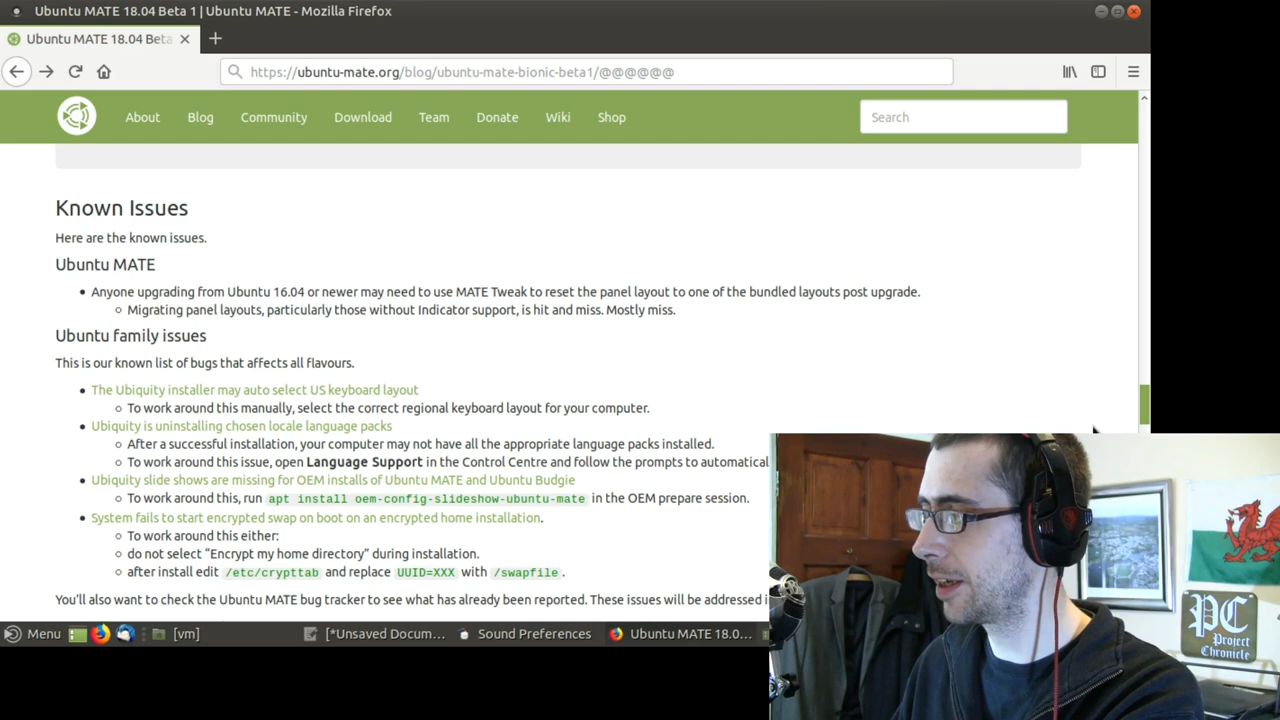 Ubuntu MATE 18.04 Beta 1 | Ubuntu MATE - Mozilla Firefox
Ubuntu MATE 18.04 Beta
https://ubuntu-mate.org/blog/ubuntu-mate-bionic-beta1/@@@@@@
About Blog Community Download Team Donate Wiki Shop Search
Known Issues
Here are the known issues.
Ubuntu MATE
Anyone upgrading from Ubuntu 16.04 or newer may need to use MATE Tweak to reset the panel layout to one of the bundled layouts post upgrade.
Migrating panel layouts, particularly those without Indicator support, is hit and miss. Mostly miss.
Ubuntu family issues
This is our known list of bugs that affects all flavours.
The Ubiquity installer may auto select US keyboard layout
To work around this manually, select the correct regional keyboard layout for your computer.
Ubiquity is uninstalling chosen locale language packs
After a successful installation, your computer may not have all the appropriate language packs installed.
To work around this issue, open Language Support in the Control Centre and follow the prompts to automatical
Ubiquity slide shows are missing for OEM installs of Ubuntu MATE and Ubuntu Budgie
To work around this, run apt install oem-config-slideshow-ubuntu-mate in the OEM prepare session.
System fails to start encrypted swap on boot on an encrypted home installation.
To work around this either:
do not select “Encrypt my home directory” during installation.
after install edit /etc/crypttab and replace UUID=XXX with /swapfile.
You’ll also want to check the Ubuntu MATE bug tracker to see what has already been reported. These issues will be addressed i
Menu [vm] [*Unsaved Docum... Sound Preferences Ubuntu MATE 18.0...
PC
Project
Chronicle